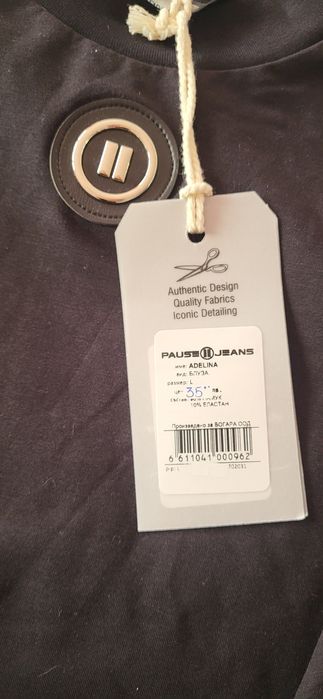 Authentic Design
Quality Fabrics
Iconic Detailing
PAUSE JEANS
име: ADELINA
вид: БЛУЗА
размер: L
35 лв.
10% ЕЛАСТАН
Произведено за БОГАРА ООД
6 611041 000962
702031